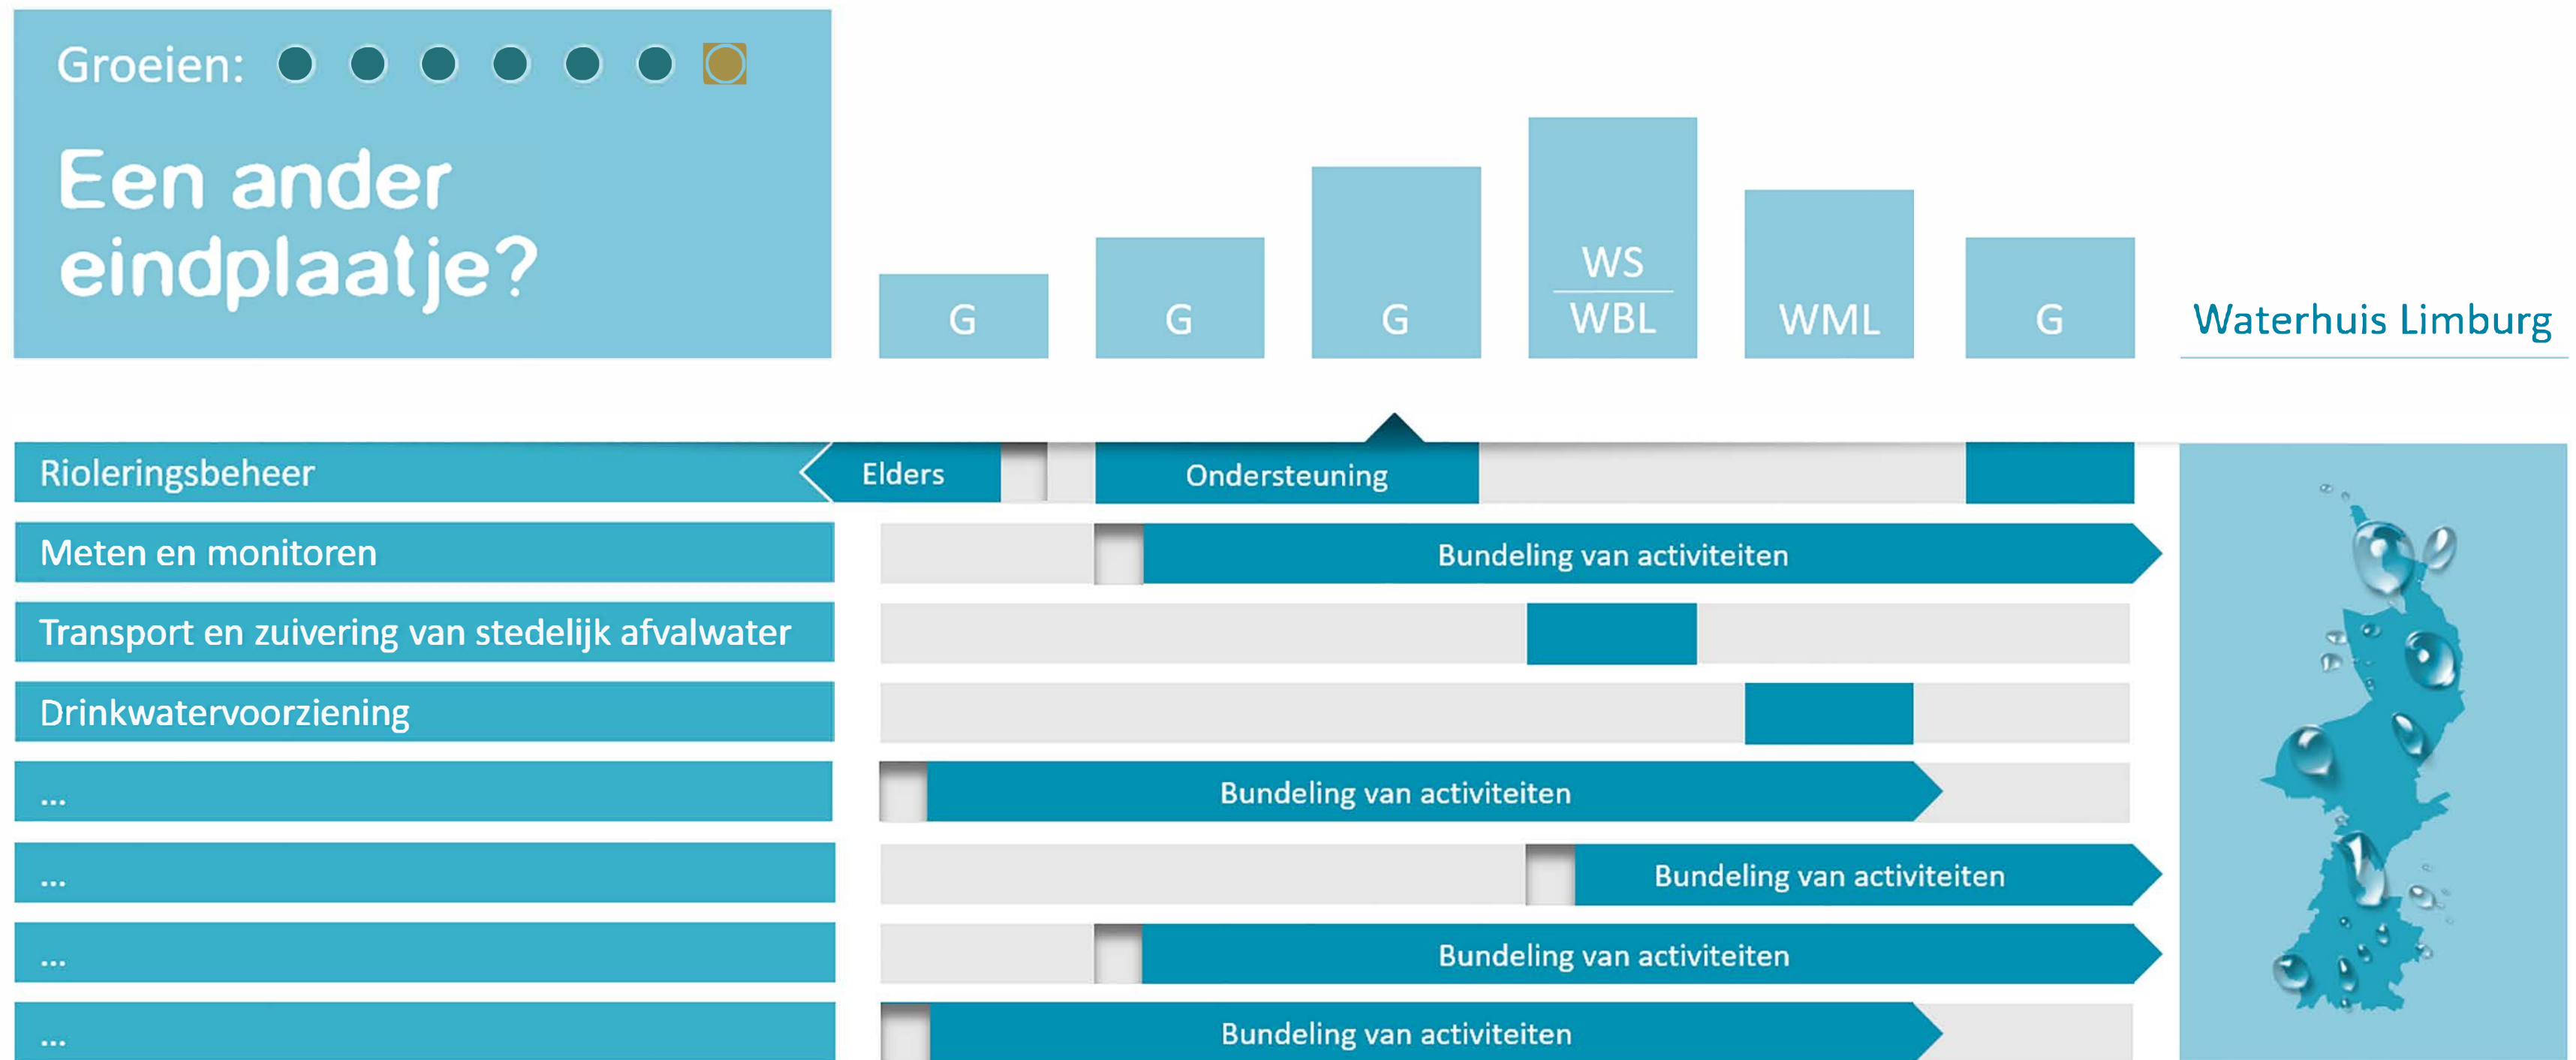 Groeien:
Een ander
eindplaatje?
G
G
G
WS
WBL
WML
G
Waterhuis Limburg
Rioleringsbeheer
Elders
Ondersteuning
Meten en monitoren
Bundeling van activiteiten
Transport en zuivering van stedelijk afvalwater
Drinkwatervoorziening
...
Bundeling van activiteiten
...
Bundeling van activiteiten
...
Bundeling van activiteiten
...
Bundeling van activiteiten